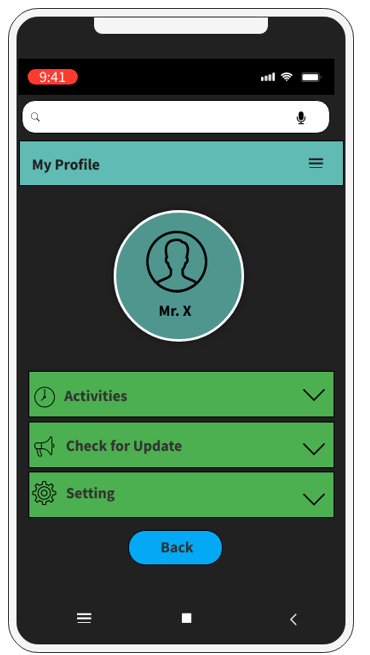 9:41
My Profile
Mr. X
Activities
Check for Update
Setting
Back